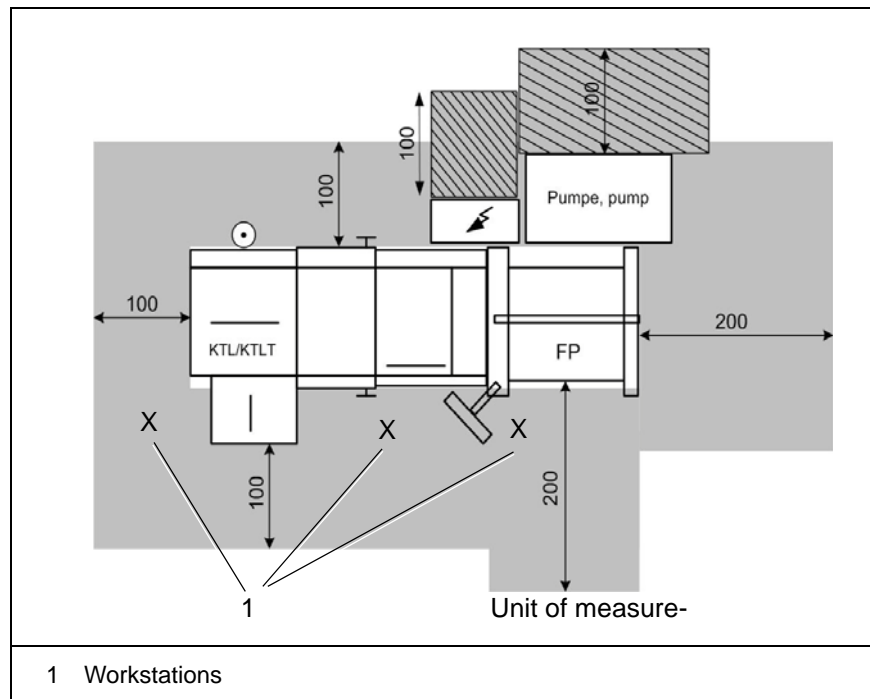 100
100
100
Pumpe, pump
100
200
KTL/KTLT
FP
X
X
X
100
200
1
Unit of measure-
1 Workstations